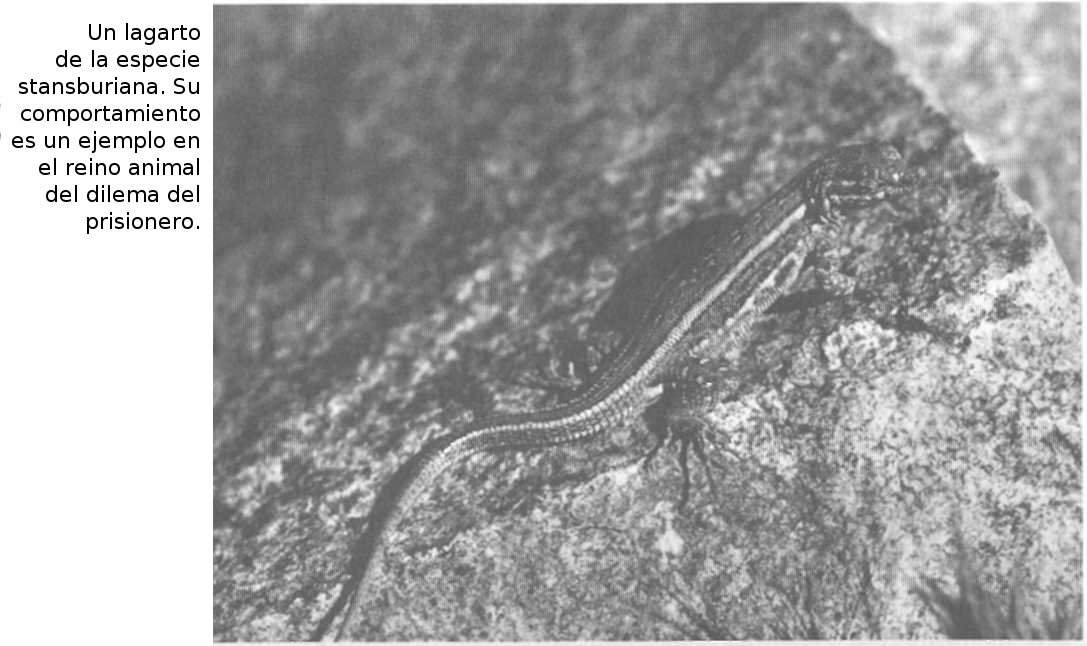 Un lagarto
de la especie
stansburiana. Su
comportamiento
es un ejemplo en
el reino animal
del dilema del
prisionero.